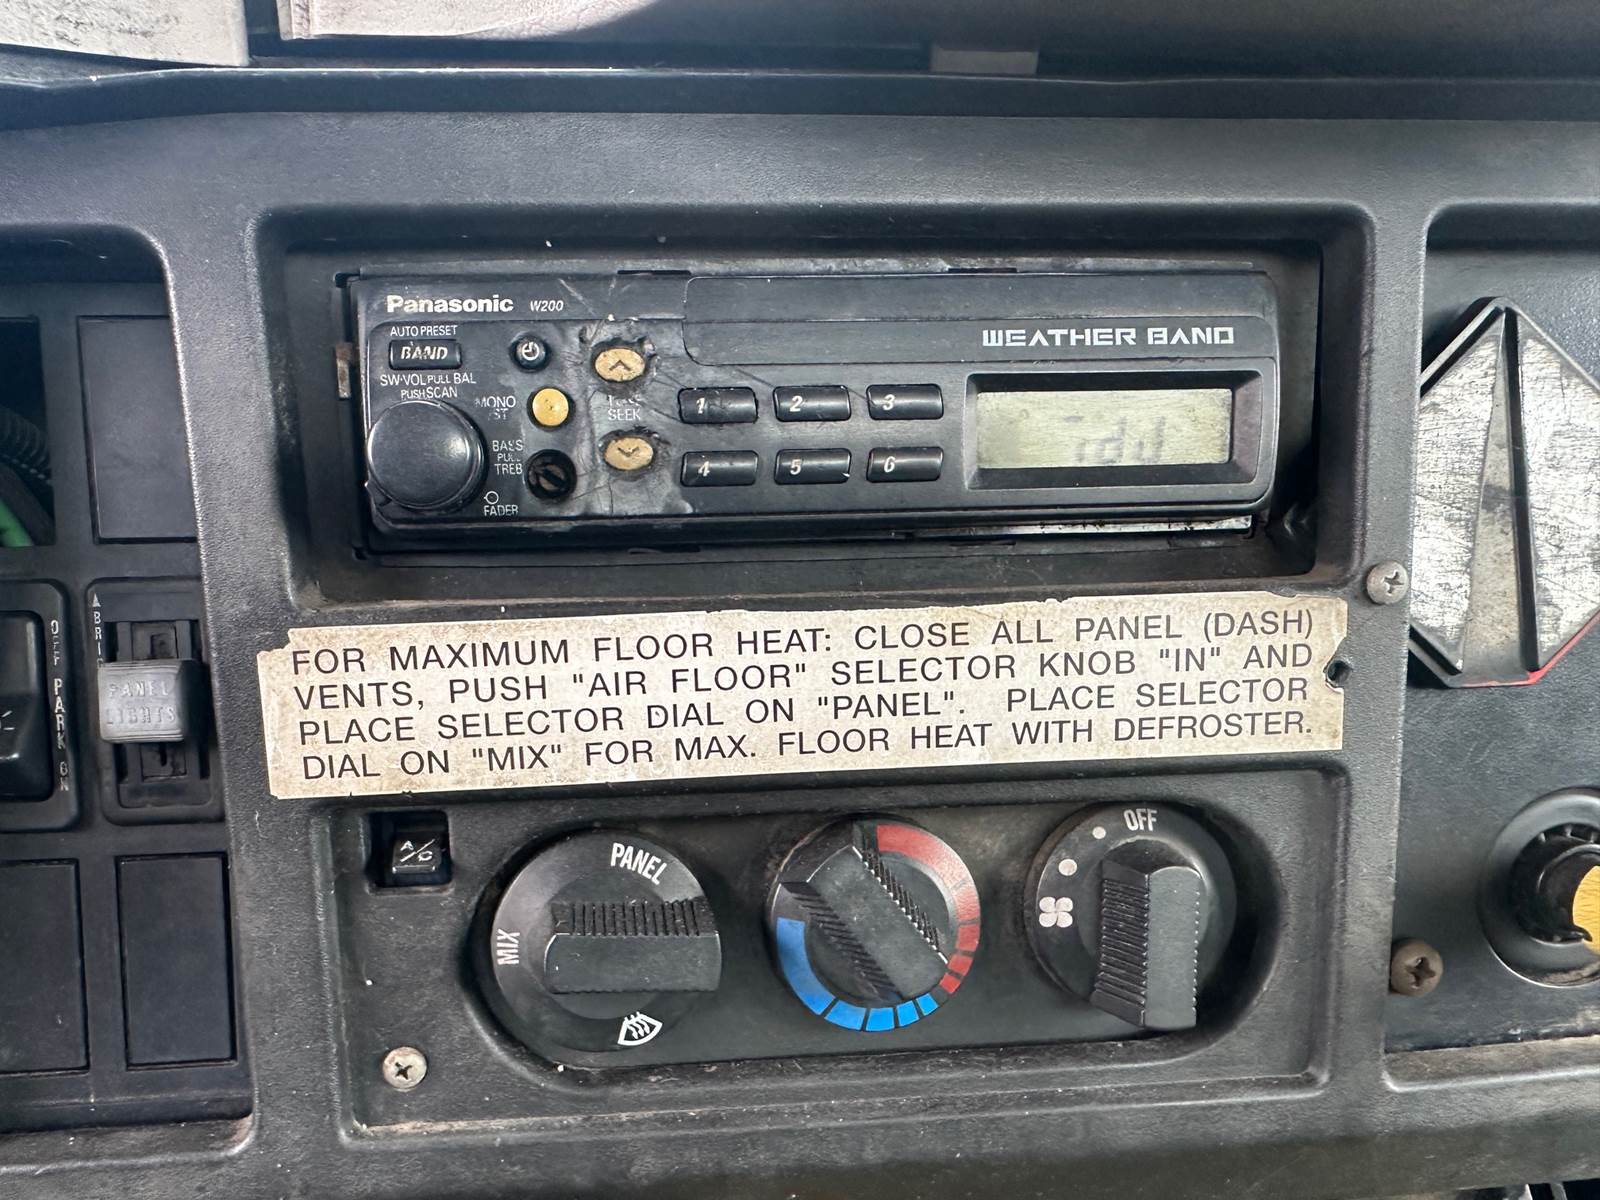 Panasonic W200
AUTO PRESET
BAND
SW-VOL PULL BAL
PUSH SCAN
MONO
ST
SEEK
BASS
PULL
TREB
FADER
1 2 3
4 5 6
WEATHER BAND
OFF PARK ON
PANEL
LIGHTS
FOR MAXIMUM FLOOR HEAT: CLOSE ALL PANEL (DASH)
VENTS, PUSH "AIR FLOOR" SELECTOR KNOB "IN" AND
PLACE SELECTOR DIAL ON "PANEL". PLACE SELECTOR
DIAL ON "MIX" FOR MAX. FLOOR HEAT WITH DEFROSTER.
A/C
PANEL
MIX
OFF